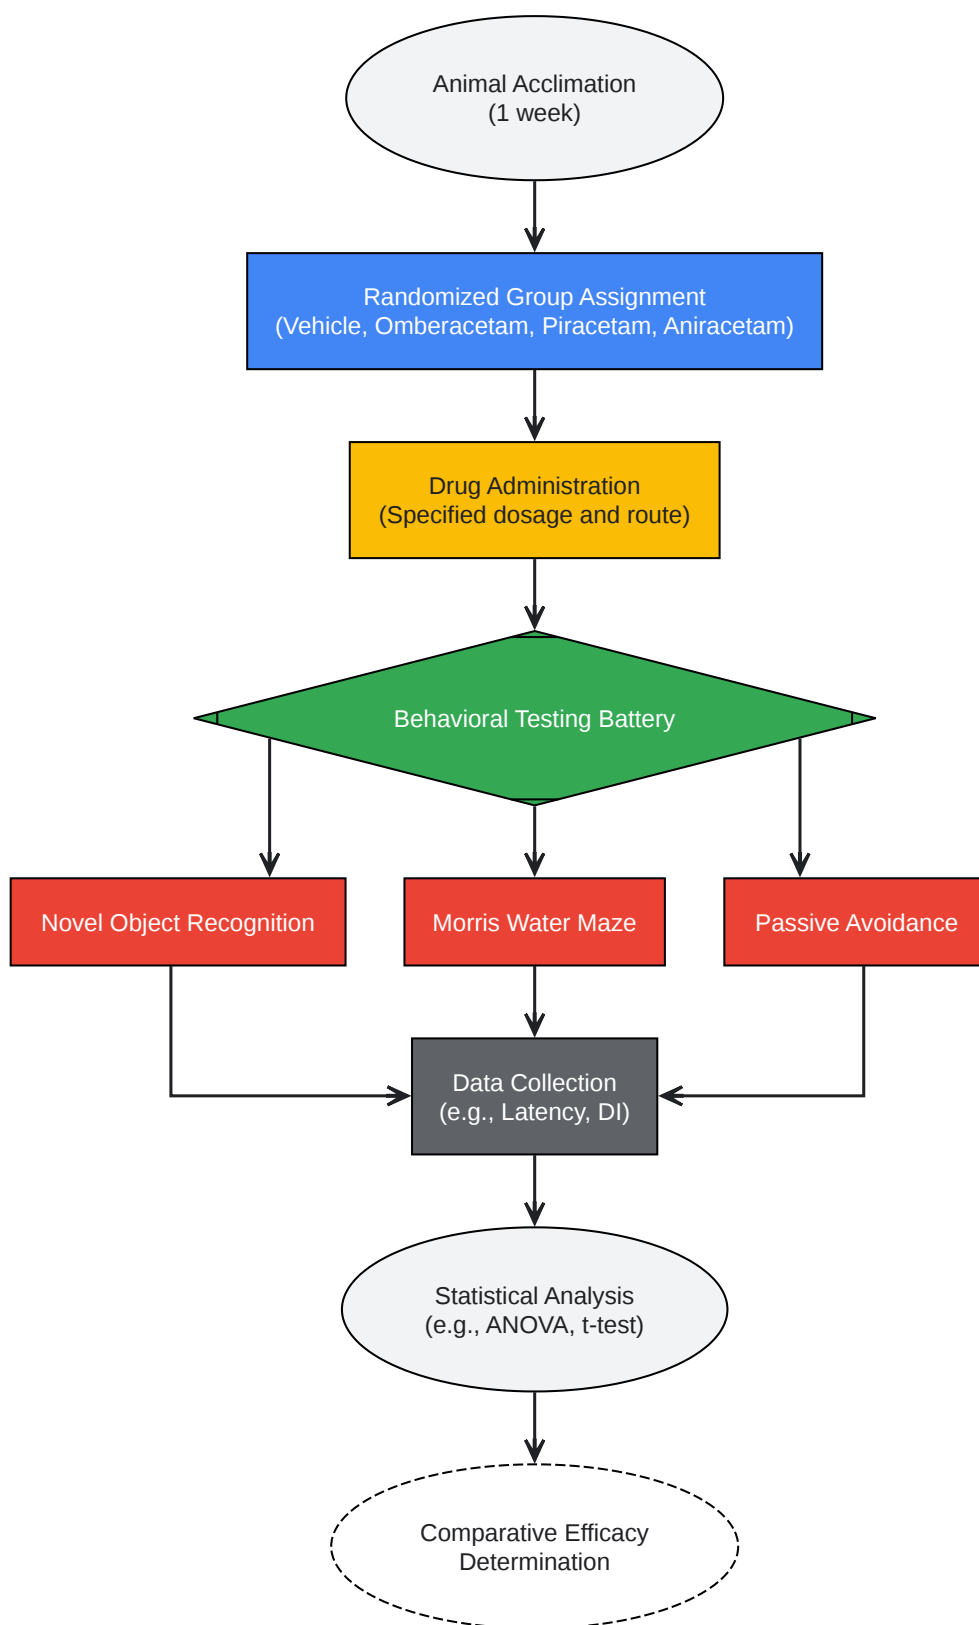 Animal Acclimation
(1 week)
Randomized Group Assignment
(Vehicle, Omberacetam, Piracetam, Aniracetam)
Drug Administration
(Specified dosage and route)
Behavioral Testing Battery
Novel Object Recognition
Morris Water Maze
Passive Avoidance
Data Collection
(e.g., Latency, DI)
Statistical Analysis
(e.g., ANOVA, t-test)
Comparative Efficacy
Determination